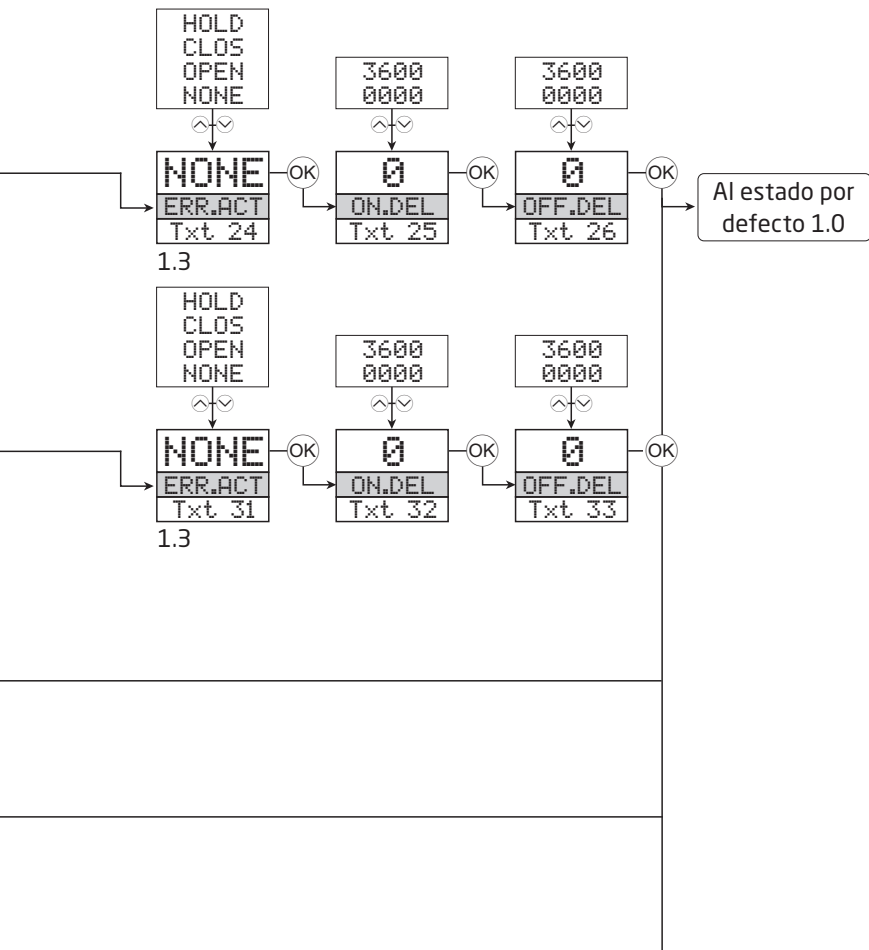 HOLD
CLOS
OPEN
NONE
3600
0000
3600
0000
NONE
OK
0
OK
0
OK
ERR.ACT
ON.DEL
OFF.DEL
Txt 24
Txt 25
Txt 26
Al estado por
defecto 1.0
1.3
HOLD
CLOS
OPEN
NONE
3600
0000
3600
0000
NONE
OK
0
OK
0
OK
ERR.ACT
ON.DEL
OFF.DEL
Txt 31
Txt 32
Txt 33
1.3